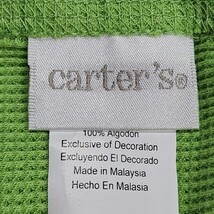 carter's®
100% Algodon
Exclusive of Decoration
Excluyendo El Decorado
Made in Malaysia
Hecho En Malasia